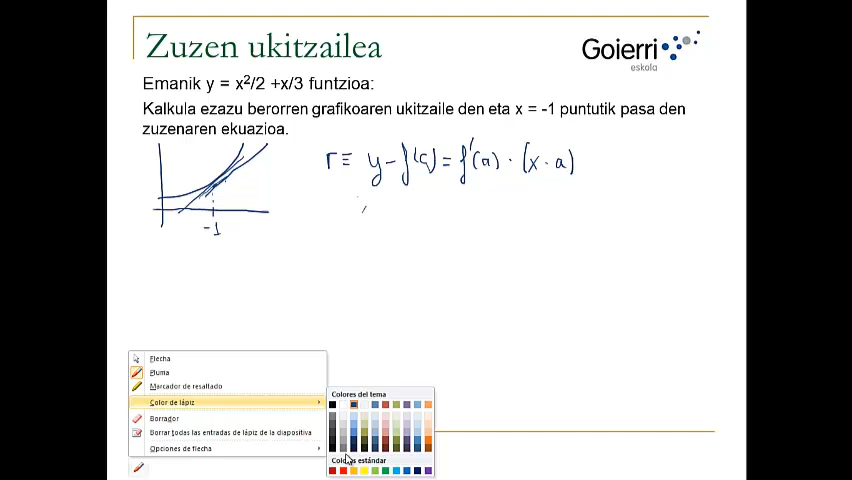 Zuzen ukitzailea
Goierri
eskola
Emanik y = x²/2 +x/3 funtzioa:
Kalkula ezazu berorren grafikoaren ukitzaile den eta x = -1 puntutik pasa den
zuzenaren ekuazioa.
r ≡ y - f(a) = f'(a) · (x · a)
-1
Flecha
Pluma
Marcador de resaltado
Color de lápiz
Borrador
Borrar todas las entradas de lápiz de la diapositiva
Opciones de flecha
Colores del tema
Colores estándar